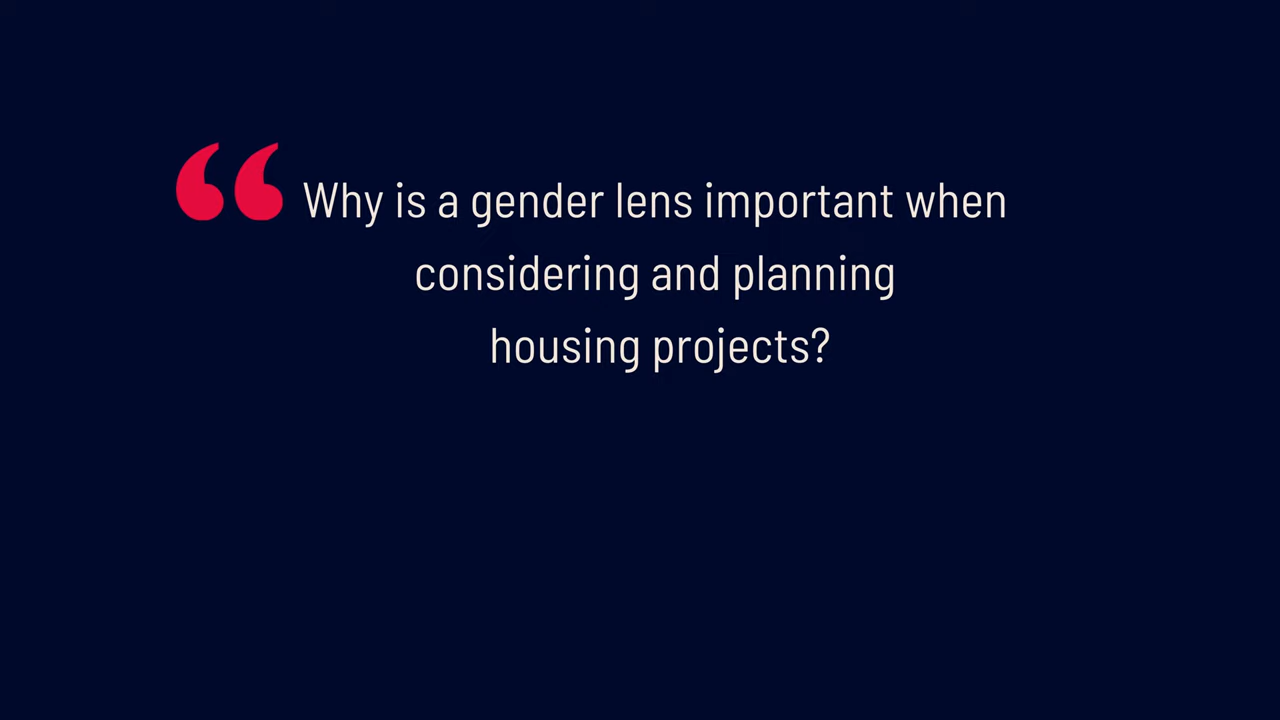 “Why is a gender lens important when
considering and planning
housing projects?